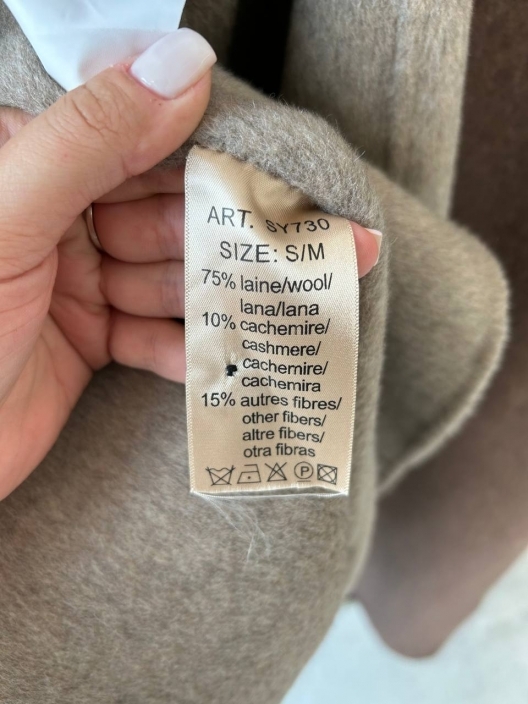 ART. SY730
SIZE: S/M
75% laine/wool/
lana/lana
10% cachemire/
cashmere/
cachemire/
cachemira
15% autres fibres/
other fibers/
altre fibers/
otra fibras
P